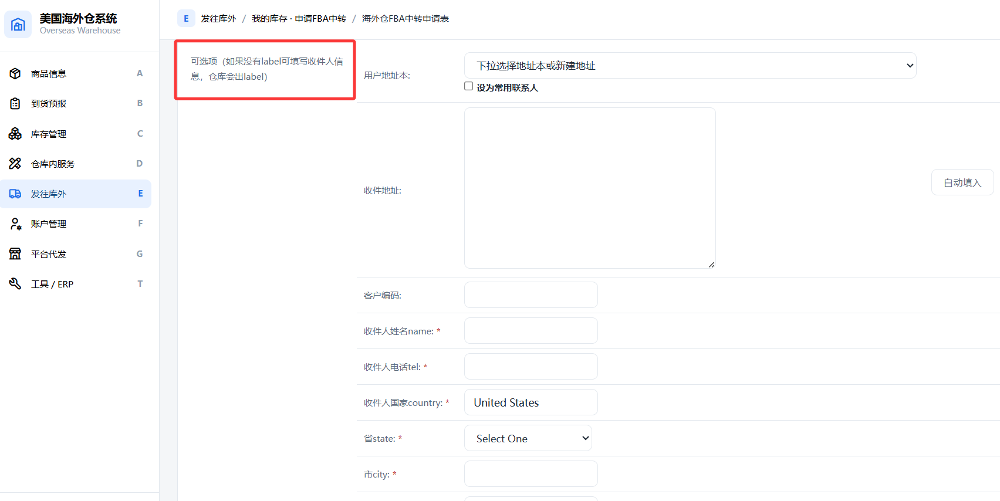 美国海外仓系统
Overseas Warehouse
商品信息 A
到货预报 B
库存管理 C
仓库内服务 D
发往库外 E
账户管理 F
平台代发 G
工具 / ERP T
E 发往库外 / 我的库存 · 申请FBA中转 / 海外仓FBA中转申请表
可选项（如果没有label可填写收件人信
息，仓库会出label）
用户地址本:
下拉选择地址本或新建地址
设为常用联系人
收件地址:
自动填入
客户编码:
收件人姓名name: *
收件人电话tel: *
收件人国家country: * United States
省state: * Select One
市city: *